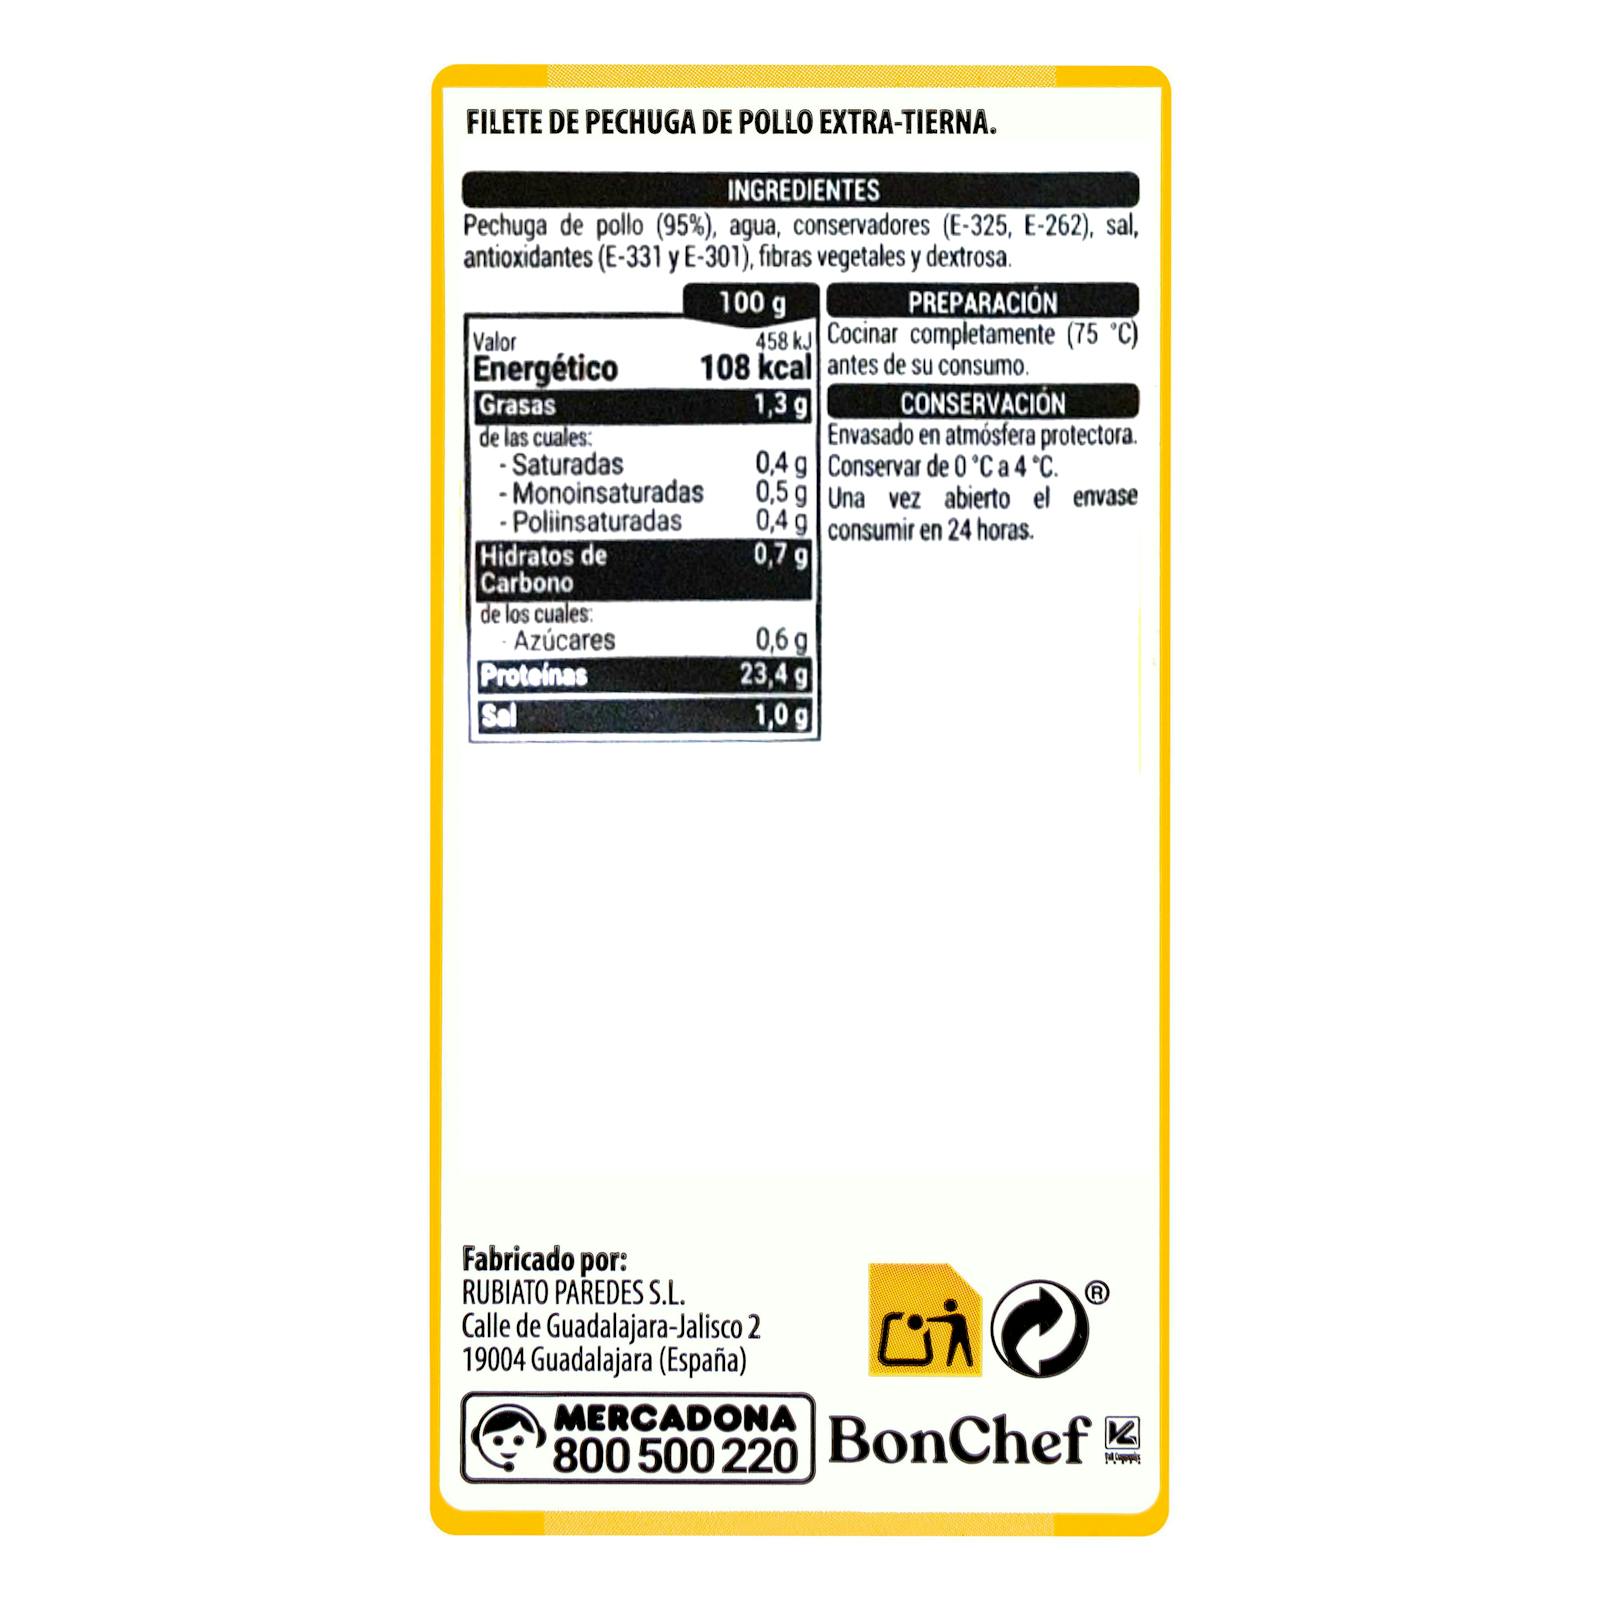 FILETE DE PECHUGA DE POLLO EXTRA-TIERNA.
INGREDIENTES
Pechuga de pollo (95%), agua, conservadores (E-325, E-262), sal,
antioxidantes (E-331 y E-301), fibras vegetales y dextrosa.
100 g
Valor 458 kJ
Energético 108 kcal
Grasas 1,3 g
de las cuales:
- Saturadas 0,4 g
- Monoinsaturadas 0,5 g
- Poliinsaturadas 0,4 g
Hidratos de 0,7 g
Carbono
de los cuales:
- Azúcares 0,6 g
Proteínas 23,4 g
Sal 1,0 g
PREPARACIÓN
Cocinar completamente (75 °C)
antes de su consumo.
CONSERVACIÓN
Envasado en atmósfera protectora.
Conservar de 0 °C a 4 °C.
Una vez abierto el envase
consumir en 24 horas.
Fabricado por:
RUBIATO PAREDES S.L.
Calle de Guadalajara-Jalisco 2
19004 Guadalajara (España)
®
MERCADONA
800 500 220
BonChef